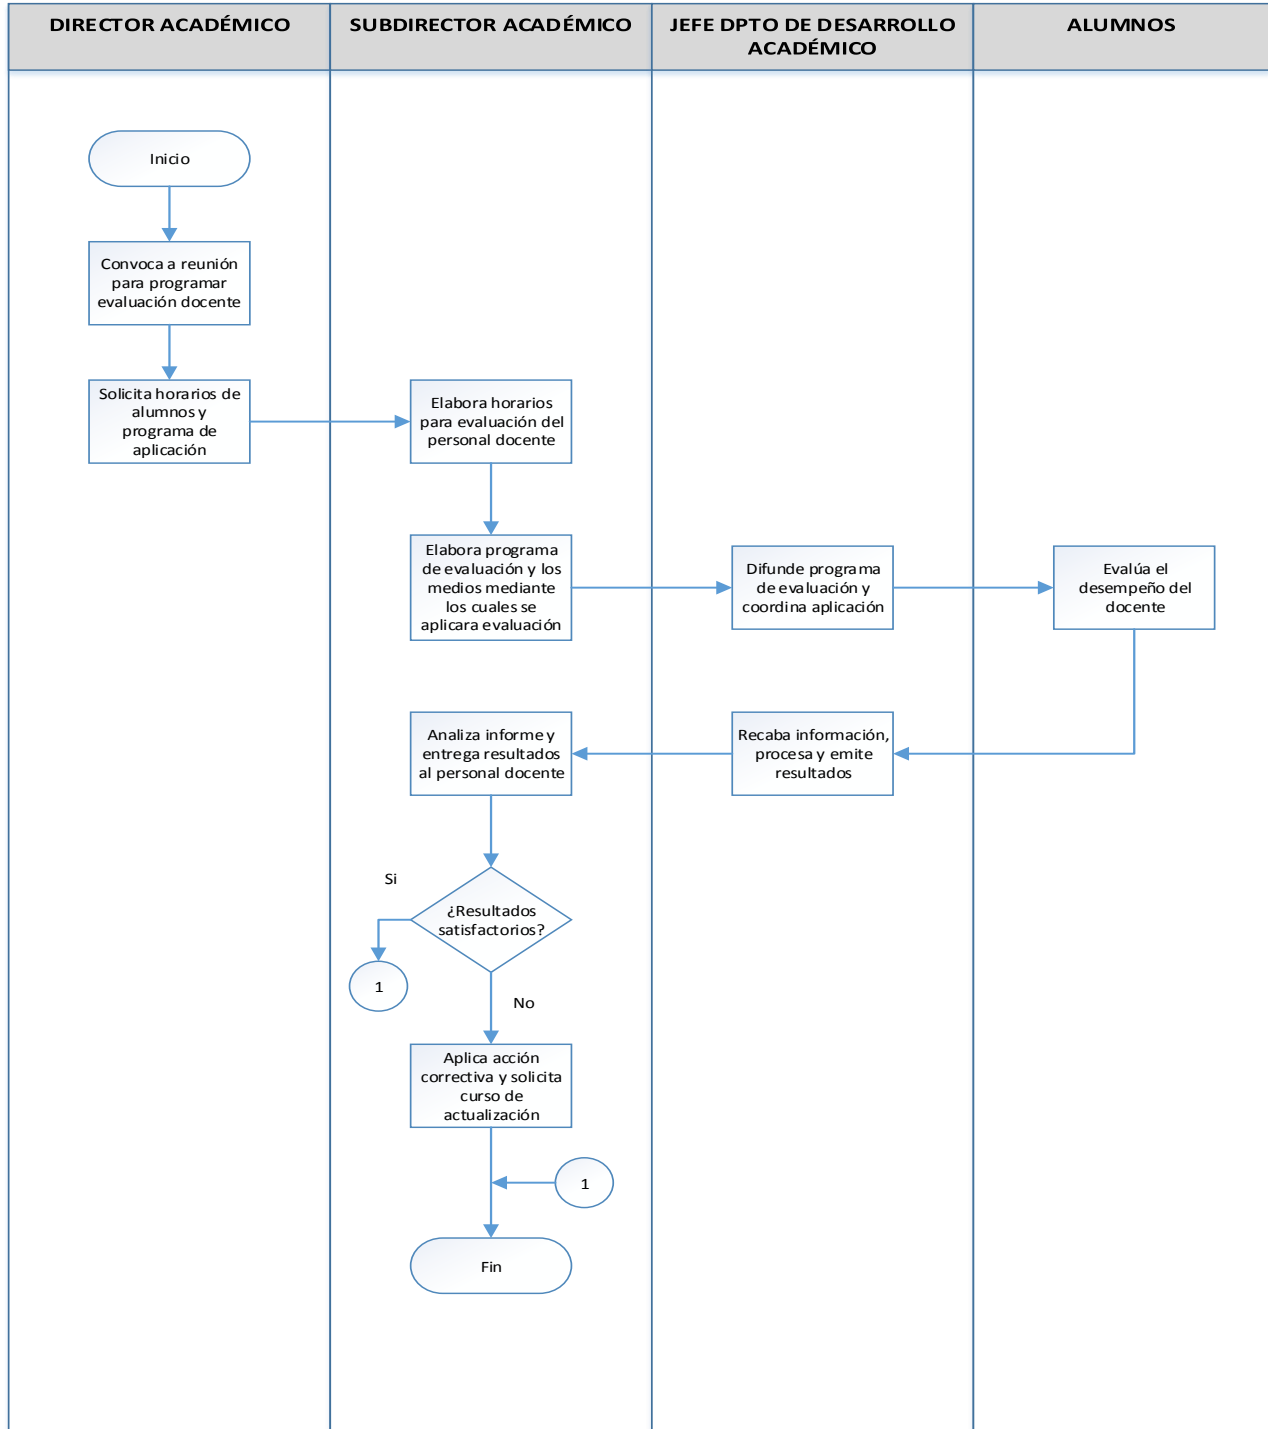 DIRECTOR ACADÉMICO
SUBDIRECTOR ACADÉMICO
JEFE DPTO DE DESARROLLO
ACADÉMICO
ALUMNOS
Inicio
Convoca a reunión
para programar
evaluación docente
Solicita horarios de
alumnos y
programa de
aplicación
Elabora horarios
para evaluación del
personal docente
Elabora programa
de evaluación y los
medios mediante
los cuales se
aplicara evaluación
Difunde programa
de evaluación y
coordina aplicación
Evalúa el
desempeño del
docente
Recaba información,
procesa y emite
resultados
Analiza informe y
entrega resultados
al personal docente
¿Resultados
satisfactorios?
Si
1
No
Aplica acción
correctiva y solicita
curso de
actualización
1
Fin